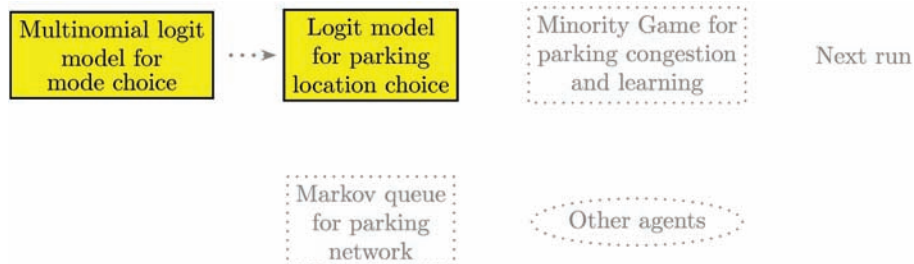 Multinomial logit
model for
mode choice
Logit model
for parking
location choice
Minority Game for
parking congestion
and learning
Next run
Markov queue
for parking
network
Other agents